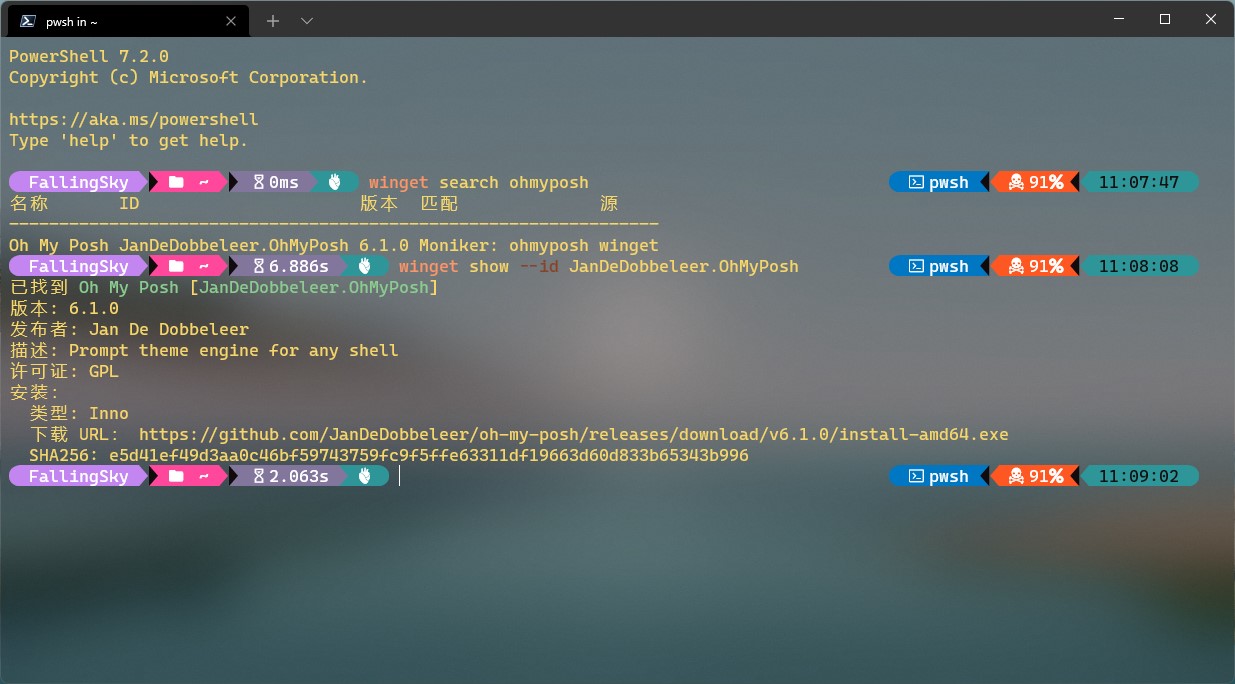 pwsh in ~
PowerShell 7.2.0
Copyright (c) Microsoft Corporation.
https://aka.ms/powershell
Type 'help' to get help.
FallingSky ~ 0ms winget search ohmyposh pwsh 91% 11:07:47
名称 ID 版本 匹配 源
-----------------------------------------------------------------
Oh My Posh JanDeDobbeleer.OhMyPosh 6.1.0 Moniker: ohmyposh winget
FallingSky ~ 6.886s winget show --id JanDeDobbeleer.OhMyPosh pwsh 91% 11:08:08
已找到 Oh My Posh [JanDeDobbeleer.OhMyPosh]
版本: 6.1.0
发布者: Jan De Dobbeleer
描述: Prompt theme engine for any shell
许可证: GPL
安装:
类型: Inno
下载 URL: https://github.com/JanDeDobbeleer/oh-my-posh/releases/download/v6.1.0/install-amd64.exe
SHA256: e5d41ef49d3aa0c46bf59743759fc9f5ffe63311df19663d60d833b65343b996
FallingSky ~ 2.063s pwsh 91% 11:09:02